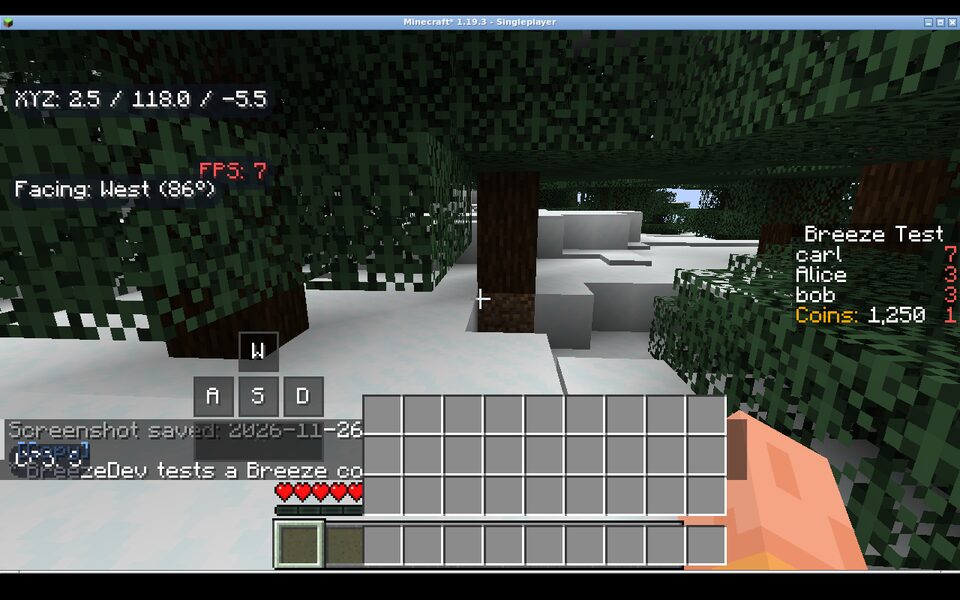 Minecraft* 1.19.3 - Singleplayer
XYZ: 2.5 / 118.0 / -5.5
FPS: 7
Facing: West (86°)
Breeze Test
carl 7
Alice 3
bob 3
Coins: 1,250 1
W
A S D
Screenshot saved: 2026-11-26
[Copy]
BreezeDev tests a Breeze co